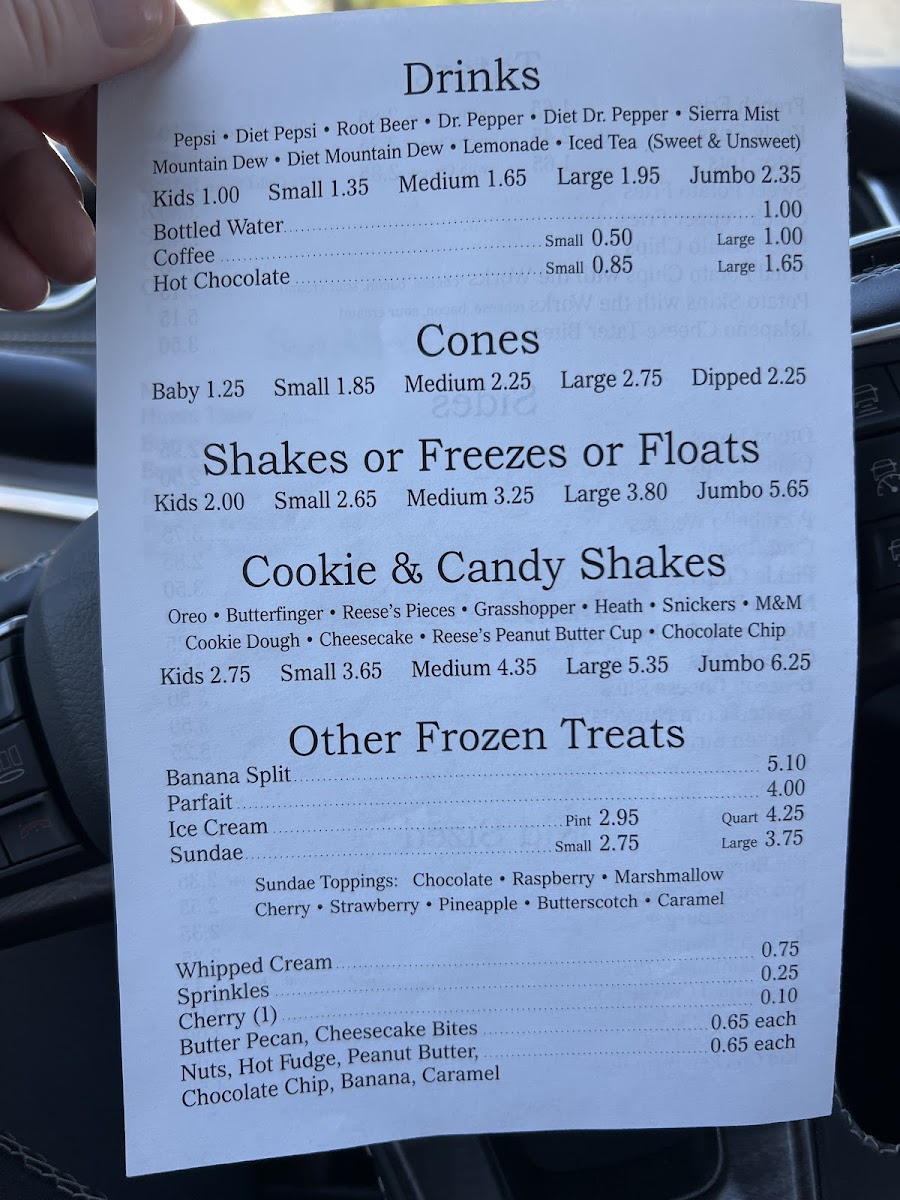 Drinks
Pepsi • Diet Pepsi • Root Beer • Dr. Pepper • Diet Dr. Pepper • Sierra Mist
Mountain Dew • Diet Mountain Dew • Lemonade • Iced Tea (Sweet & Unsweet)
Kids 1.00 Small 1.35 Medium 1.65 Large 1.95 Jumbo 2.35
Bottled Water 1.00
Coffee Small 0.50 Large 1.00
Hot Chocolate Small 0.85 Large 1.65
Cones
Baby 1.25 Small 1.85 Medium 2.25 Large 2.75 Dipped 2.25
Shakes or Freezes or Floats
Kids 2.00 Small 2.65 Medium 3.25 Large 3.80 Jumbo 5.65
Cookie & Candy Shakes
Oreo • Butterfinger • Reese's Pieces • Grasshopper • Heath • Snickers • M&M
Cookie Dough • Cheesecake • Reese's Peanut Butter Cup • Chocolate Chip
Kids 2.75 Small 3.65 Medium 4.35 Large 5.35 Jumbo 6.25
Other Frozen Treats
Banana Split 5.10
Parfait 4.00
Ice Cream Pint 2.95 Quart 4.25
Sundae Small 2.75 Large 3.75
Sundae Toppings: Chocolate • Raspberry • Marshmallow
Cherry • Strawberry • Pineapple • Butterscotch • Caramel
Whipped Cream 0.75
Sprinkles 0.25
Cherry (1) 0.10
Butter Pecan, Cheesecake Bites 0.65 each
Nuts, Hot Fudge, Peanut Butter, 0.65 each
Chocolate Chip, Banana, Caramel